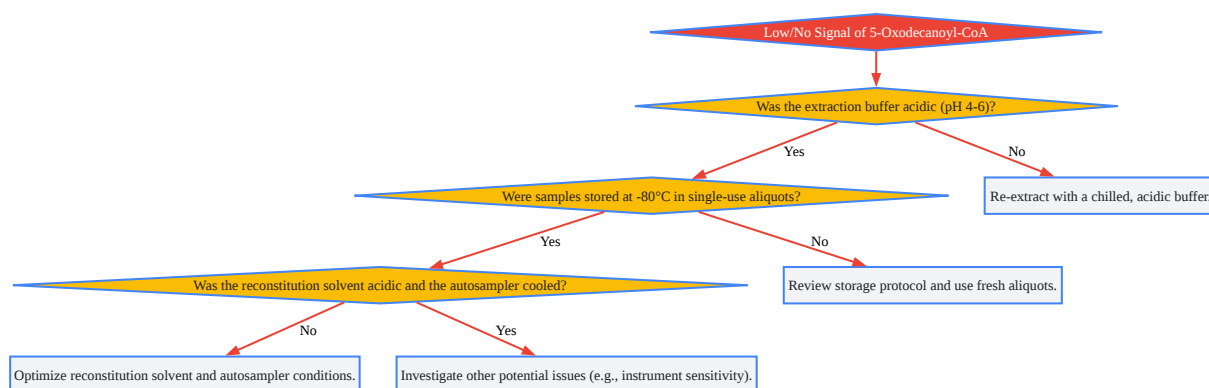 Low/No Signal of 5-Oxodecanoyl-CoA
Was the extraction buffer acidic (pH 4-6)?
Yes
No
Were samples stored at -80°C in single-use aliquots?
Re-extract with a chilled, acidic buffer.
Yes
No
Was the reconstitution solvent acidic and the autosampler cooled?
Review storage protocol and use fresh aliquots.
No
Yes
Optimize reconstitution solvent and autosampler conditions.
Investigate other potential issues (e.g., instrument sensitivity).